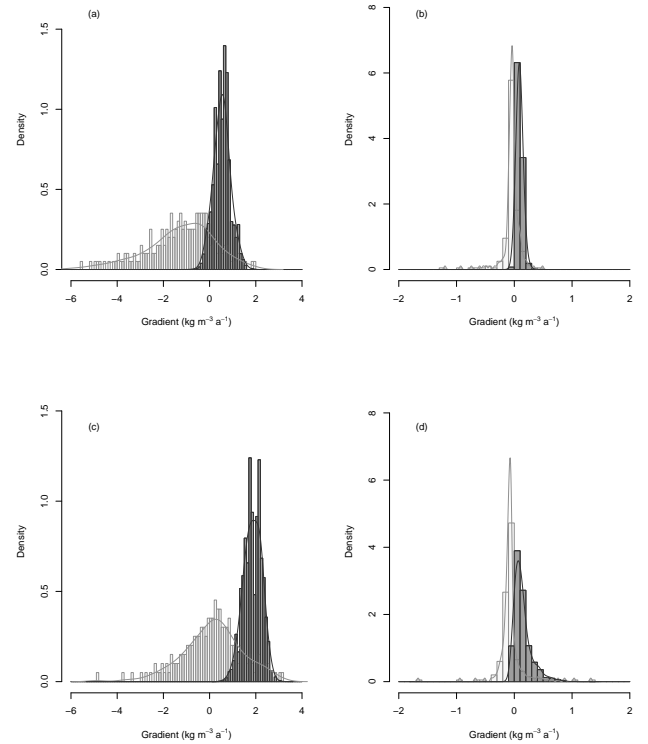 (a)
Density
0.0 0.5 1.0 1.5
−6 −4 −2 0 2 4
Gradient (kg m⁻³ a⁻¹)
(b)
Density
0 2 4 6 8
−2 −1 0 1 2
Gradient (kg m⁻³ a⁻¹)
(c)
Density
0.0 0.5 1.0 1.5
−6 −4 −2 0 2 4
Gradient (kg m⁻³ a⁻¹)
(d)
Density
0 2 4 6 8
−2 −1 0 1 2
Gradient (kg m⁻³ a⁻¹)